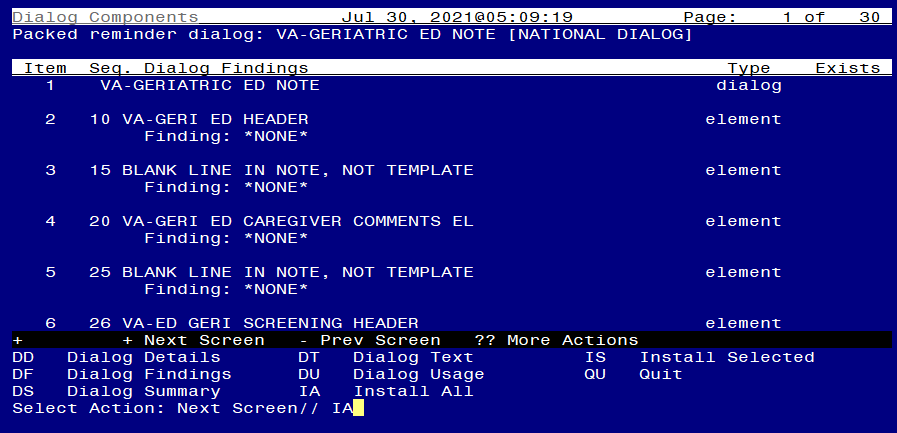 Dialog Components Jul 30, 2021@05:09:19 Page: 1 of 30
Packed reminder dialog: VA-GERIATRIC ED NOTE [NATIONAL DIALOG]
Item Seq. Dialog Findings Type Exists
1 VA-GERIATRIC ED NOTE dialog
2 10 VA-GERI ED HEADER element
Finding: *NONE*
3 15 BLANK LINE IN NOTE, NOT TEMPLATE element
Finding: *NONE*
4 20 VA-GERI ED CAREGIVER COMMENTS EL element
Finding: *NONE*
5 25 BLANK LINE IN NOTE, NOT TEMPLATE element
Finding: *NONE*
6 26 VA-ED GERI SCREENING HEADER element
+ + Next Screen - Prev Screen ?? More Actions
DD Dialog Details DT Dialog Text IS Install Selected
DF Dialog Findings DU Dialog Usage QU Quit
DS Dialog Summary IA Install All
Select Action: Next Screen// IA